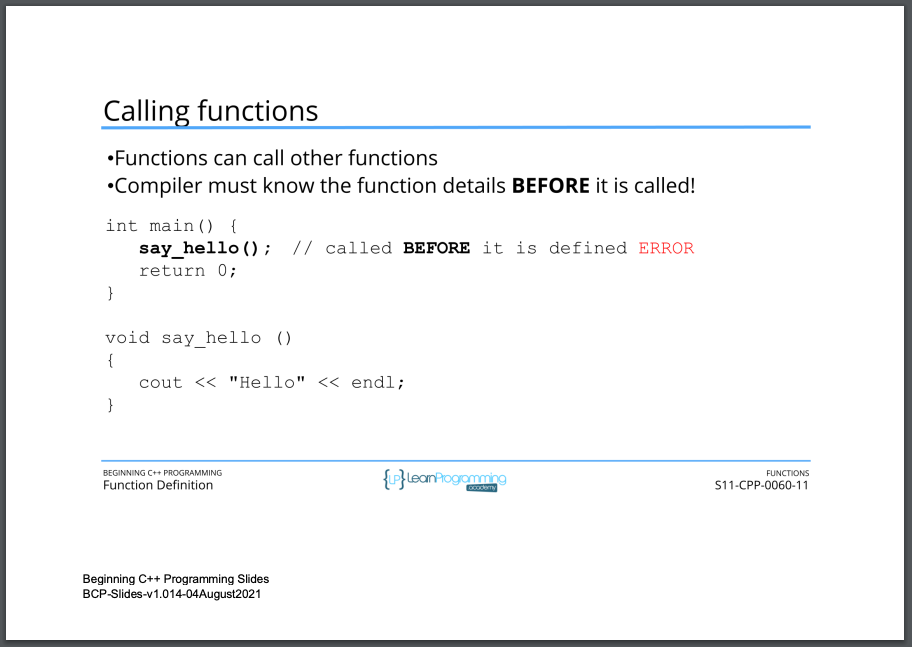 Calling functions
•Functions can call other functions
•Compiler must know the function details BEFORE it is called!
int main() {
   say_hello();  // called BEFORE it is defined ERROR
   return 0;
}
void say_hello ()
{
   cout << "Hello" << endl;
}
BEGINNING C++ PROGRAMMING
Function Definition
{LP}LearnProgramming
academy
FUNCTIONS
S11-CPP-0060-11
Beginning C++ Programming Slides
BCP-Slides-v1.014-04August2021